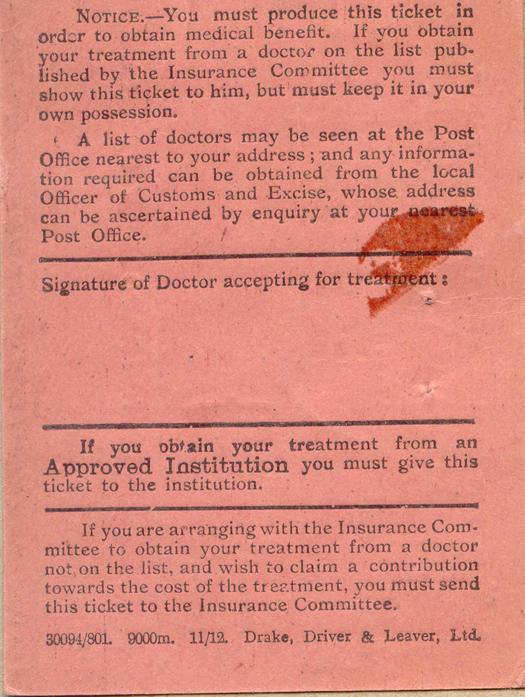 NOTICE.—You must produce this ticket in
order to obtain medical benefit. If you obtain
your treatment from a doctor on the list pub-
lished by the Insurance Committee you must
show this ticket to him, but must keep it in your
own possession.
A list of doctors may be seen at the Post
Office nearest to your address ; and any informa-
tion required can be obtained from the local
Officer of Customs and Excise, whose address
can be ascertained by enquiry at your nearest
Post Office.
Signature of Doctor accepting for treatment :
If you obtain your treatment from an
Approved Institution you must give this
ticket to the institution.
If you are arranging with the Insurance Com-
mittee to obtain your treatment from a doctor
not on the list, and wish to claim a contribution
towards the cost of the treatment, you must send
this ticket to the Insurance Committee.
30094/801. 9000m. 11/12. Drake, Driver & Leaver, Ltd.